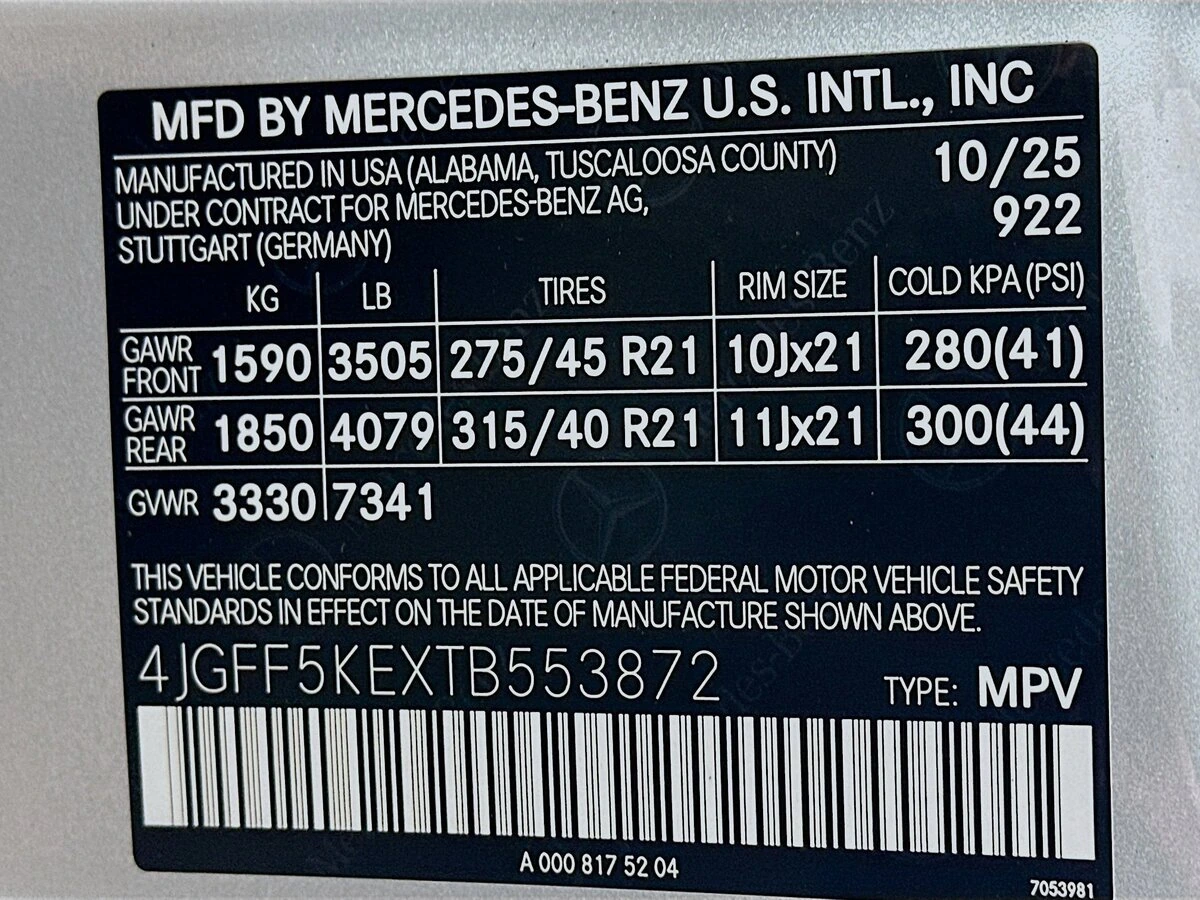 MFD BY MERCEDES-BENZ U.S. INTL., INC
MANUFACTURED IN USA (ALABAMA, TUSCALOOSA COUNTY) 10/25
UNDER CONTRACT FOR MERCEDES-BENZ AG, 922
STUTTGART (GERMANY)
KG LB TIRES RIM SIZE COLD KPA (PSI)
GAWR FRONT 1590 3505 275/45 R21 10Jx21 280(41)
GAWR REAR 1850 4079 315/40 R21 11Jx21 300(44)
GVWR 3330 7341
THIS VEHICLE CONFORMS TO ALL APPLICABLE FEDERAL MOTOR VEHICLE SAFETY
STANDARDS IN EFFECT ON THE DATE OF MANUFACTURE SHOWN ABOVE.
4JGFF5KEXTB553872 TYPE: MPV
A 000 817 52 04
7053981